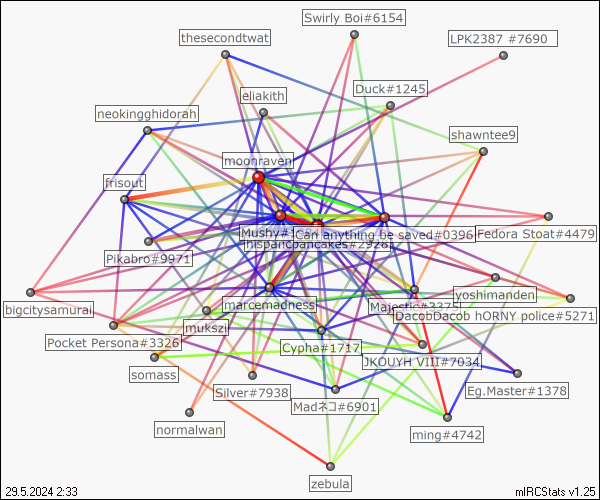 Swirly Boi#6154
thesecondtwat
LPK2387 #7690
Duck#1245
eliakith
neokingghidorah
shawntee9
moonraven
frisout
Mushy#1
Can anything be saved#0396
Fedora Stoat#4479
hispanicpancakes#2926
Pikabro#9971
yoshimanden
bigcitysamurai
marcemadness
Majestic#3375
DacobDacob hORNY police#5271
mukszi
Pocket Persona#3326
Cypha#1717
JKOUYH VIII#7034
somass
Silver#7938
Eg.Master#1378
Madネコ#6901
normalwan
ming#4742
zebula
29.5.2024 2:33
mIRCStats v1.25